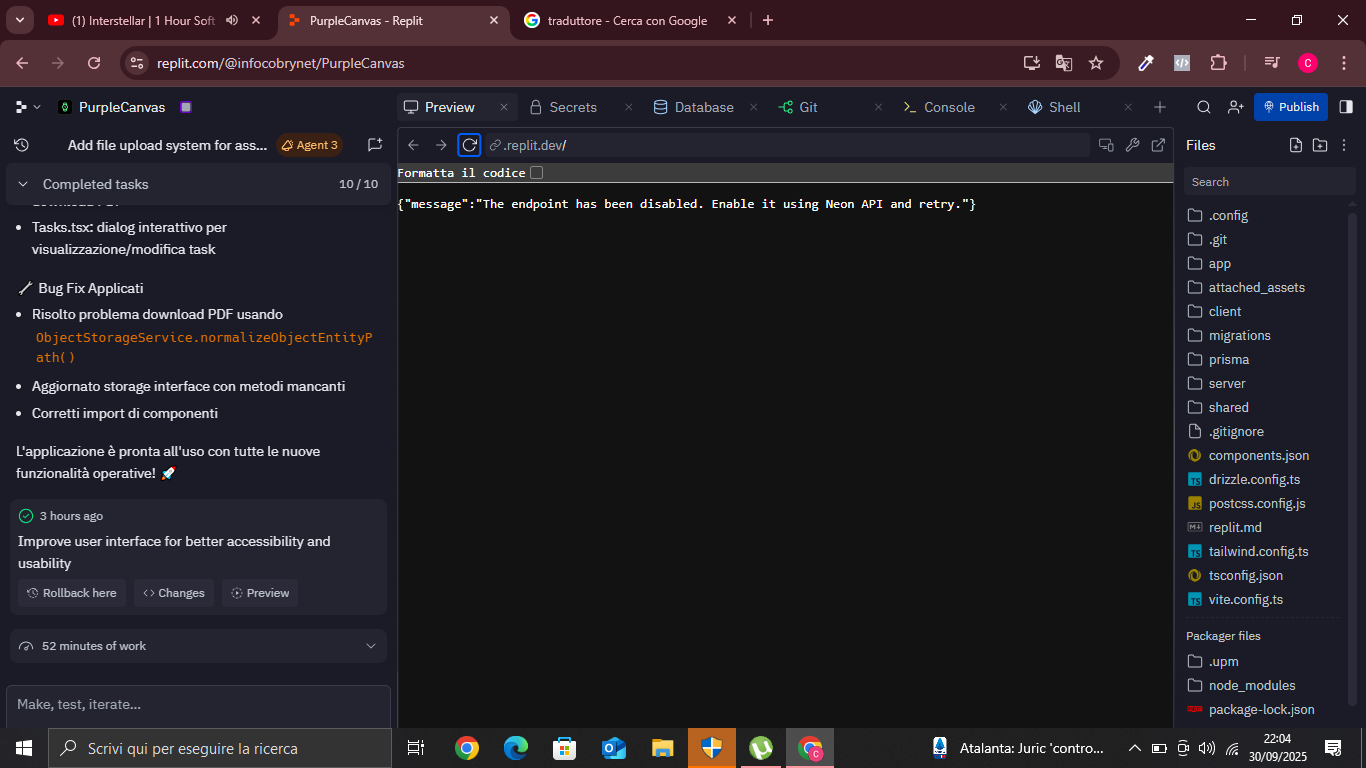 (1) Interstellar | 1 Hour Soft
PurpleCanvas - Replit
traduttore - Cerca con Google
replit.com/@infocobrynet/PurpleCanvas
C
PurpleCanvas
Preview
Secrets
Database
Git
Console
Shell
Publish
Add file upload system for ass...
Agent 3
.replit.dev/
Files
Completed tasks
10 / 10
Formatta il codice
Search
{"message":"The endpoint has been disabled. Enable it using Neon API and retry."}
Tasks.tsx: dialog interattivo per
visualizzazione/modifica task
Bug Fix Applicati
Risolto problema download PDF usando
ObjectStorageService.normalizeObjectEntityP
ath()
Aggiornato storage interface con metodi mancanti
Corretti import di componenti
L'applicazione è pronta all'uso con tutte le nuove
funzionalità operative! 🚀
3 hours ago
Improve user interface for better accessibility and
usability
Rollback here
Changes
Preview
52 minutes of work
Make, test, iterate...
.config
.git
app
attached_assets
client
migrations
prisma
server
shared
.gitignore
components.json
drizzle.config.ts
postcss.config.js
replit.md
tailwind.config.ts
tsconfig.json
vite.config.ts
Packager files
.upm
node_modules
package-lock.json
Scrivi qui per eseguire la ricerca
Atalanta: Juric 'contro...
22:04
30/09/2025